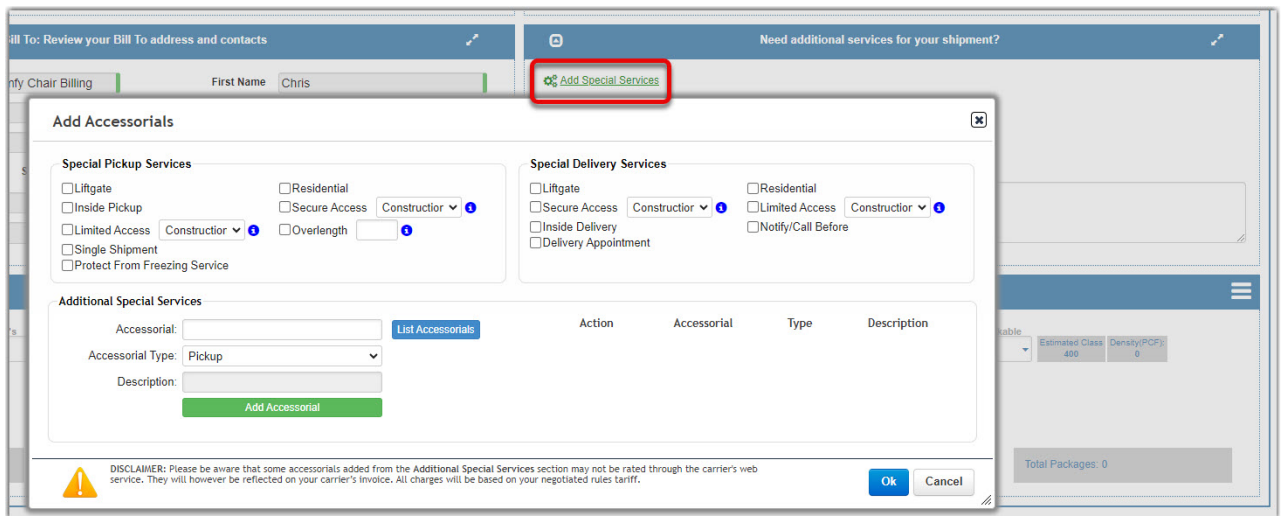 ill To: Review your Bill To address and contacts
Need additional services for your shipment?
nfy Chair Billing
First Name
Chris
Add Special Services
Add Accessorials
Special Pickup Services
Liftgate
Residential
Inside Pickup
Secure Access
Constructior
Limited Access
Constructior
Overlength
Single Shipment
Protect From Freezing Service
Special Delivery Services
Liftgate
Residential
Secure Access
Constructior
Limited Access
Constructior
Inside Delivery
Notify/Call Before
Delivery Appointment
Additional Special Services
Accessorial:
List Accessorials
Accessorial Type:
Pickup
Description:
Add Accessorial
Action
Accessorial
Type
Description
kable
Estimated Class
400
Density(PCF):
0
Total Packages: 0
DISCLAIMER: Please be aware that some accessorials added from the Additional Special Services section may not be rated through the carrier's web
service. They will however be reflected on your carrier's invoice. All charges will be based on your negotiated rules tariff.
Ok
Cancel